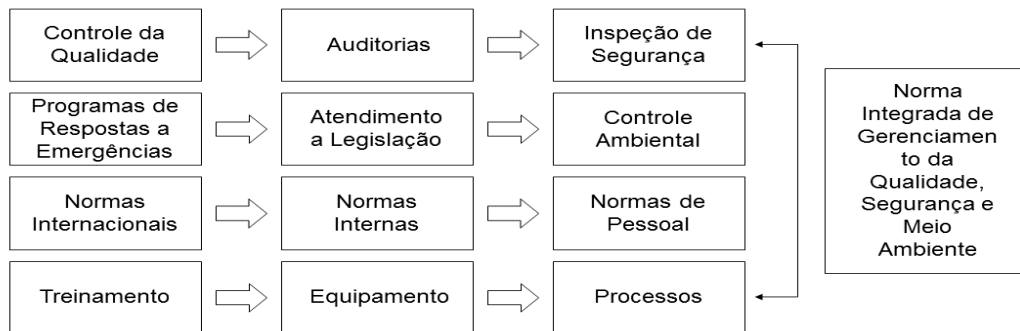 Controle da
Qualidade
Auditorias
Inspeção de
Segurança
Programas de
Respostas a
Emergências
Atendimento
a Legislação
Controle
Ambiental
Normas
Internacionais
Normas
Internas
Normas de
Pessoal
Treinamento
Equipamento
Processos
Norma
Integrada de
Gerenciamen
to da
Qualidade,
Segurança e
Meio
Ambiente